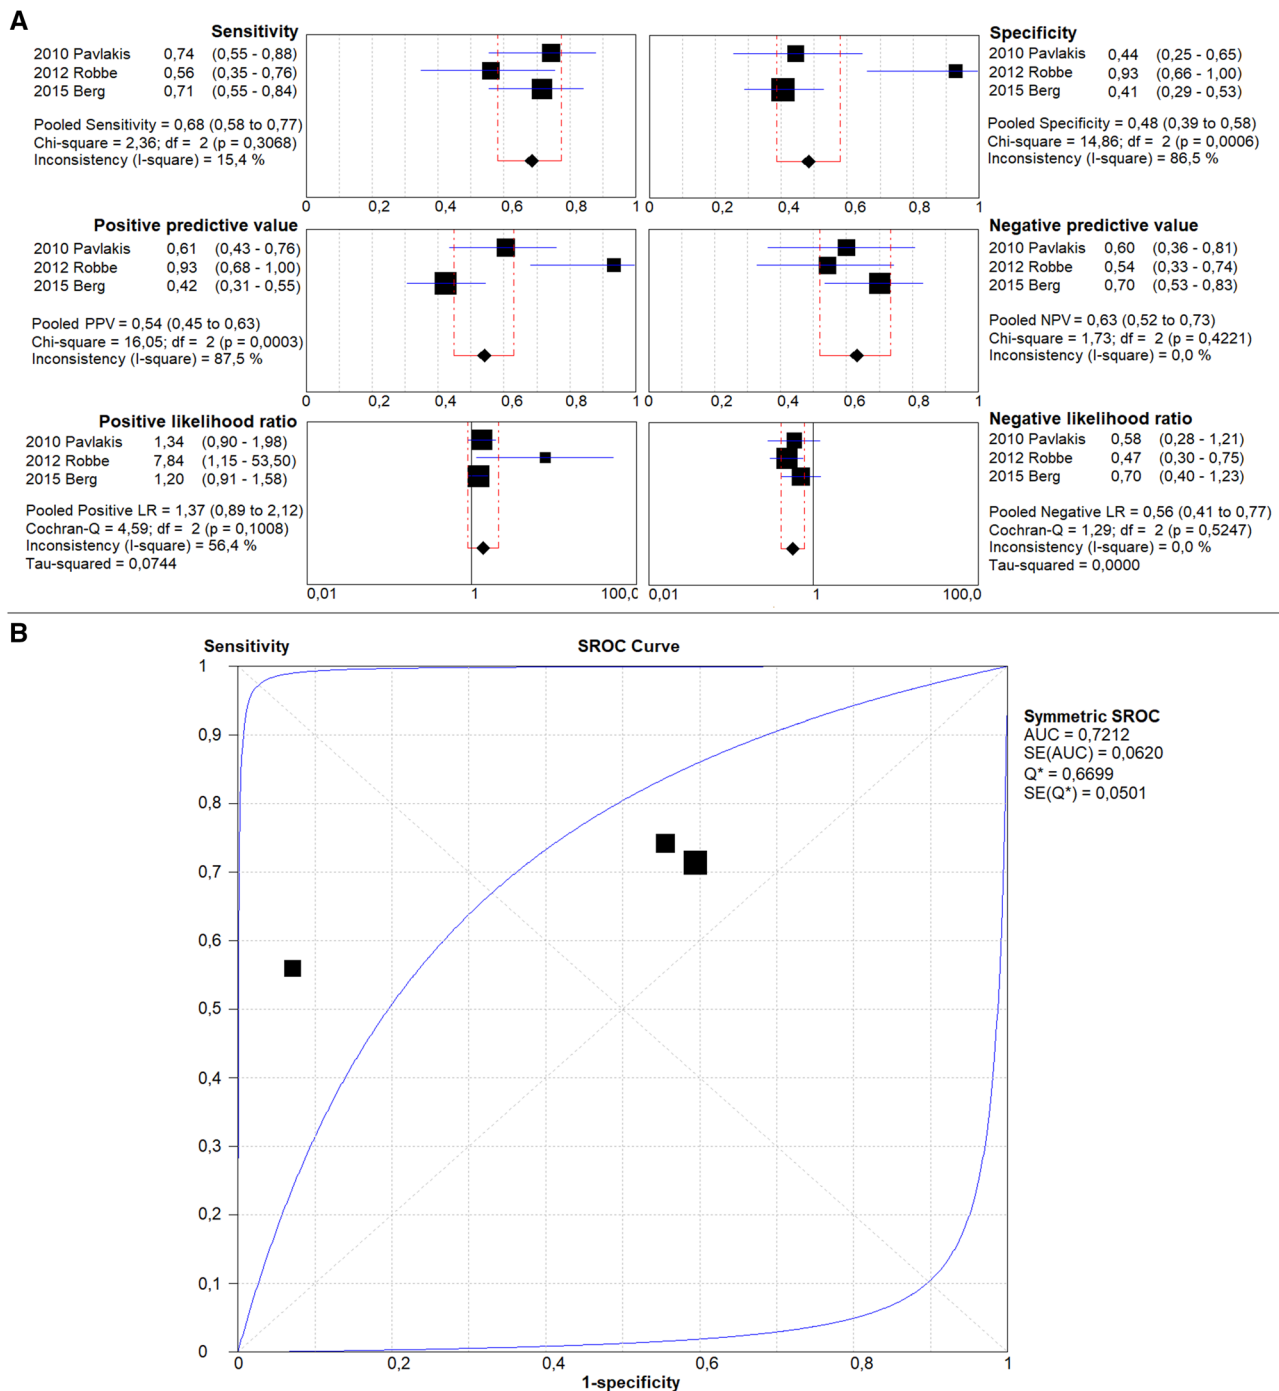 A
Sensitivity
2010 Pavlakis 0,74 (0,55 - 0,88)
2012 Robbe 0,56 (0,35 - 0,76)
2015 Berg 0,71 (0,55 - 0,84)
Pooled Sensitivity = 0,68 (0,58 to 0,77)
Chi-square = 2,36; df = 2 (p = 0,3068)
Inconsistency (I-square) = 15,4 %
0 0,2 0,4 0,6 0,8 1
Specificity
2010 Pavlakis 0,44 (0,25 - 0,65)
2012 Robbe 0,93 (0,66 - 1,00)
2015 Berg 0,41 (0,29 - 0,53)
Pooled Specificity = 0,48 (0,39 to 0,58)
Chi-square = 14,86; df = 2 (p = 0,0006)
Inconsistency (I-square) = 86,5 %
0 0,2 0,4 0,6 0,8 1
Positive predictive value
2010 Pavlakis 0,61 (0,43 - 0,76)
2012 Robbe 0,93 (0,68 - 1,00)
2015 Berg 0,42 (0,31 - 0,55)
Pooled PPV = 0,54 (0,45 to 0,63)
Chi-square = 16,05; df = 2 (p = 0,0003)
Inconsistency (I-square) = 87,5 %
0 0,2 0,4 0,6 0,8 1
Negative predictive value
2010 Pavlakis 0,60 (0,36 - 0,81)
2012 Robbe 0,54 (0,33 - 0,74)
2015 Berg 0,70 (0,53 - 0,83)
Pooled NPV = 0,63 (0,52 to 0,73)
Chi-square = 1,73; df = 2 (p = 0,4221)
Inconsistency (I-square) = 0,0 %
0 0,2 0,4 0,6 0,8 1
Positive likelihood ratio
2010 Pavlakis 1,34 (0,90 - 1,98)
2012 Robbe 7,84 (1,15 - 53,50)
2015 Berg 1,20 (0,91 - 1,58)
Pooled Positive LR = 1,37 (0,89 to 2,12)
Cochran-Q = 4,59; df = 2 (p = 0,1008)
Inconsistency (I-square) = 56,4 %
Tau-squared = 0,0744
0,01 1 100,0
Negative likelihood ratio
2010 Pavlakis 0,58 (0,28 - 1,21)
2012 Robbe 0,47 (0,30 - 0,75)
2015 Berg 0,70 (0,40 - 1,23)
Pooled Negative LR = 0,56 (0,41 to 0,77)
Cochran-Q = 1,29; df = 2 (p = 0,5247)
Inconsistency (I-square) = 0,0 %
Tau-squared = 0,0000
0,01 1 100,0
B
Sensitivity
SROC Curve
1
0,9
0,8
0,7
0,6
0,5
0,4
0,3
0,2
0,1
0
0 0,2 0,4 0,6 0,8 1
1-specificity
Symmetric SROC
AUC = 0,7212
SE(AUC) = 0,0620
Q* = 0,6699
SE(Q*) = 0,0501